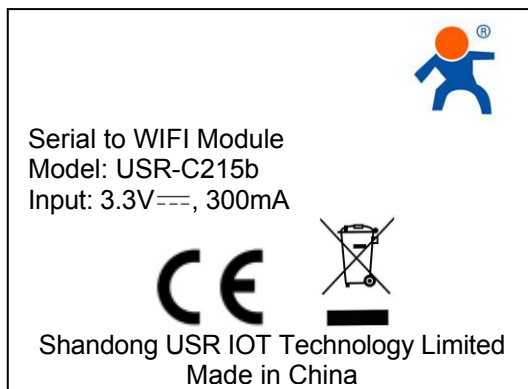 ®
Serial to WIFI Module
Model: USR-C215b
Input: 3.3V⎓, 300mA
CE
Shandong USR IOT Technology Limited
Made in China